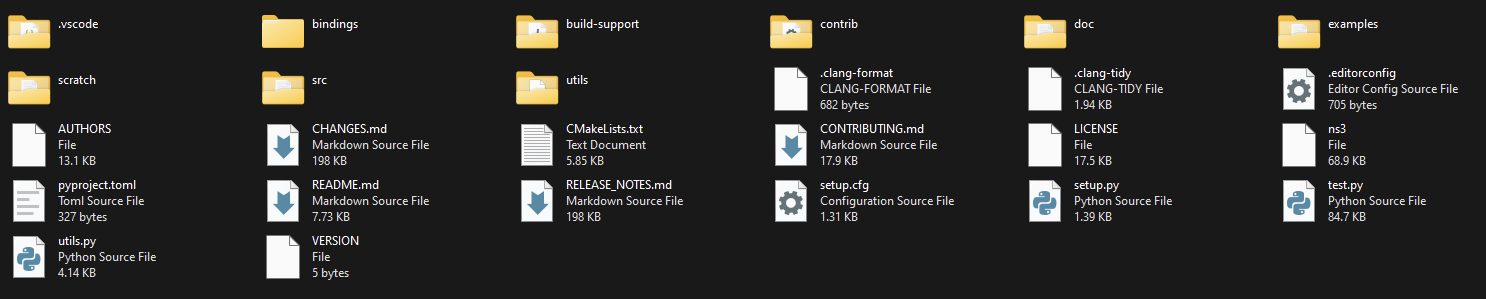 .vscode
bindings
build-support
contrib
doc
examples
scratch
src
utils
.clang-format
CLANG-FORMAT File
682 bytes
.clang-tidy
CLANG-TIDY File
1.94 KB
.editorconfig
Editor Config Source File
705 bytes
AUTHORS
File
13.1 KB
CHANGES.md
Markdown Source File
198 KB
CMakeLists.txt
Text Document
5.85 KB
CONTRIBUTING.md
Markdown Source File
17.9 KB
LICENSE
File
17.5 KB
ns3
File
68.9 KB
pyproject.toml
Toml Source File
327 bytes
README.md
Markdown Source File
7.73 KB
RELEASE_NOTES.md
Markdown Source File
198 KB
setup.cfg
Configuration Source File
1.31 KB
setup.py
Python Source File
1.39 KB
test.py
Python Source File
84.7 KB
utils.py
Python Source File
4.14 KB
VERSION
File
5 bytes